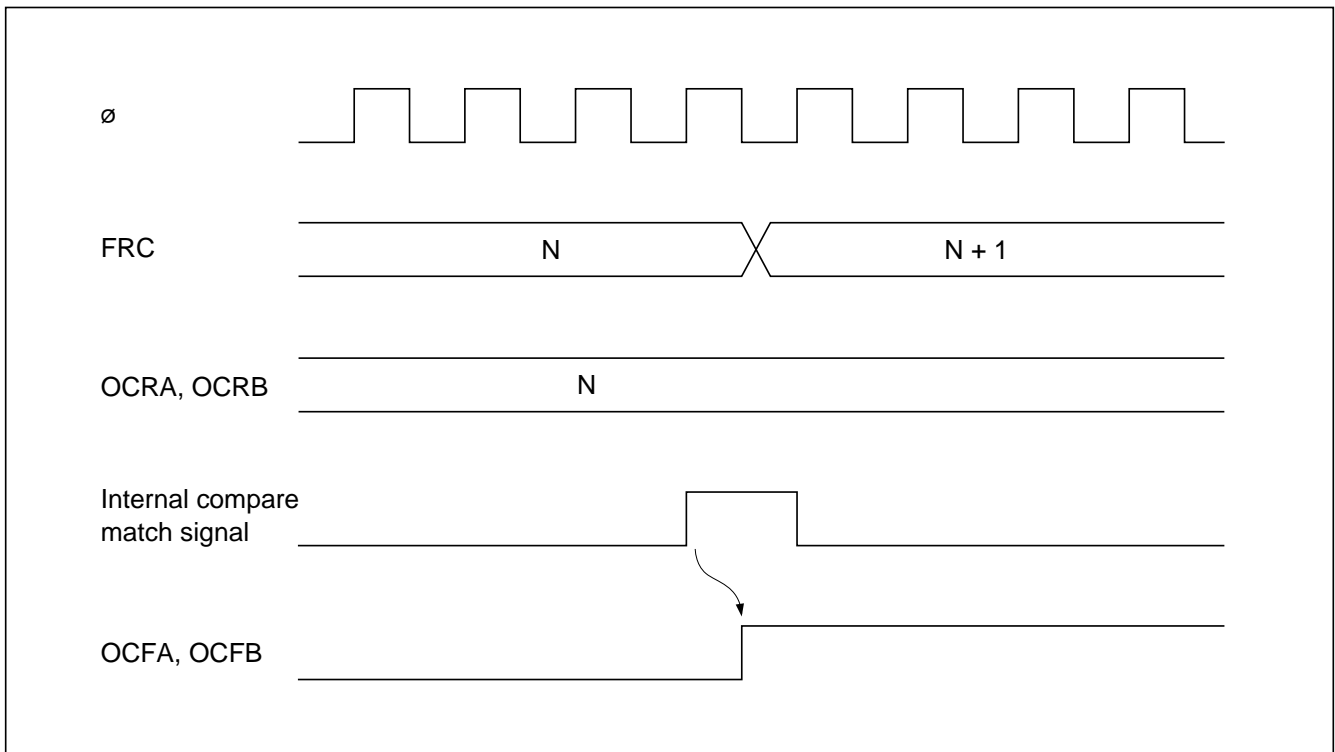 ø
FRC
N
N + 1
OCRA, OCRB
N
Internal compare
match signal
OCFA, OCFB